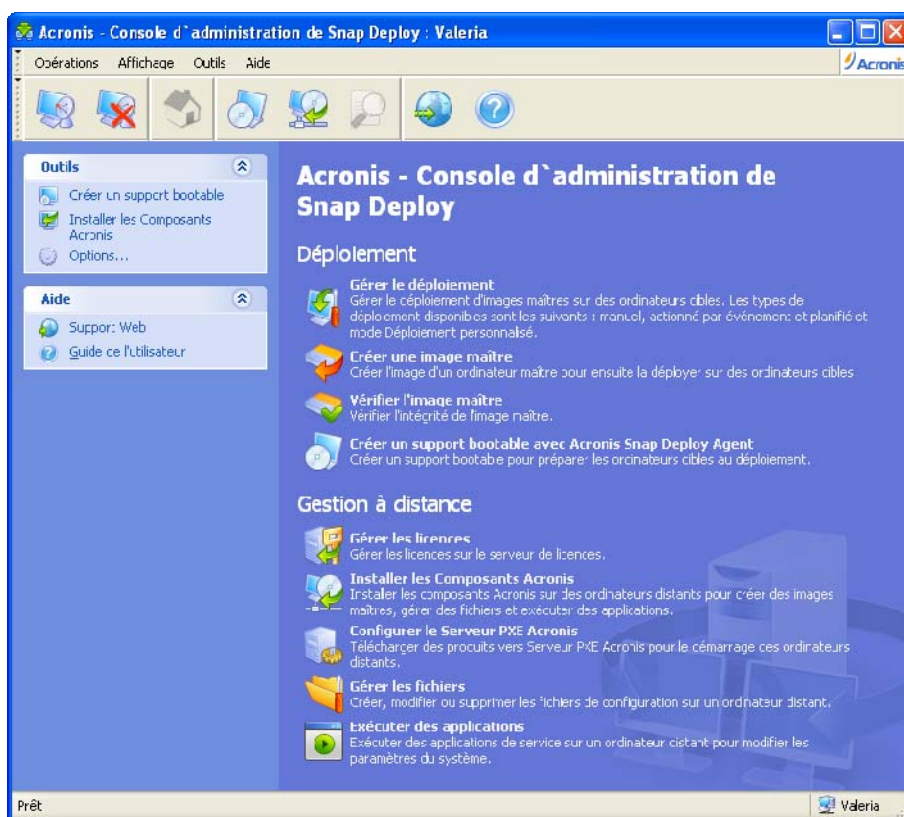 Acronis - Console d`administration de Snap Deploy : Valeria
Opérations Affichage Outils Aide
Acronis
Outils
Créer un support bootable
Installer les Composants
Acronis
Options...
Aide
Support Web
Guide de l'utilisateur
Acronis - Console d`administration de
Snap Deploy
Déploiement
Gérer le déploiement
Gérer le déploiement d'images maîtres sur des ordinateurs cibles. Les types de
déploiement disponibles sont les suivants : manuel, actionné par événement et planifié et
mode Déploiement personnalisé.
Créer une image maître
Créer l'image d'un ordinateur maître pour ensuite la déployer sur des ordinateurs cibles
Vérifier l'image maître
Vérifier l'intégrité de l'image maître.
Créer un support bootable avec Acronis Snap Deploy Agent
Créer un support bootable pour préparer les ordinateurs cibles au déploiement.
Gestion à distance
Gérer les licences
Gérer les licences sur le serveur de licences.
Installer les Composants Acronis
Installer les composants Acronis sur des ordinateurs distants pour créer des images
maîtres, gérer des fichiers et exécuter des applications.
Configurer le Serveur PXE Acronis
Télécharger des produits vers Serveur PXE Acronis pour le démarrage des ordinateurs
distants.
Gérer les fichiers
Créer, modifier ou supprimer les fichiers de configuration sur un ordinateur distant.
Exécuter des applications
Exécuter des applications de service sur un ordinateur distant pour modifier les
paramètres du système.
Prêt
Valeria